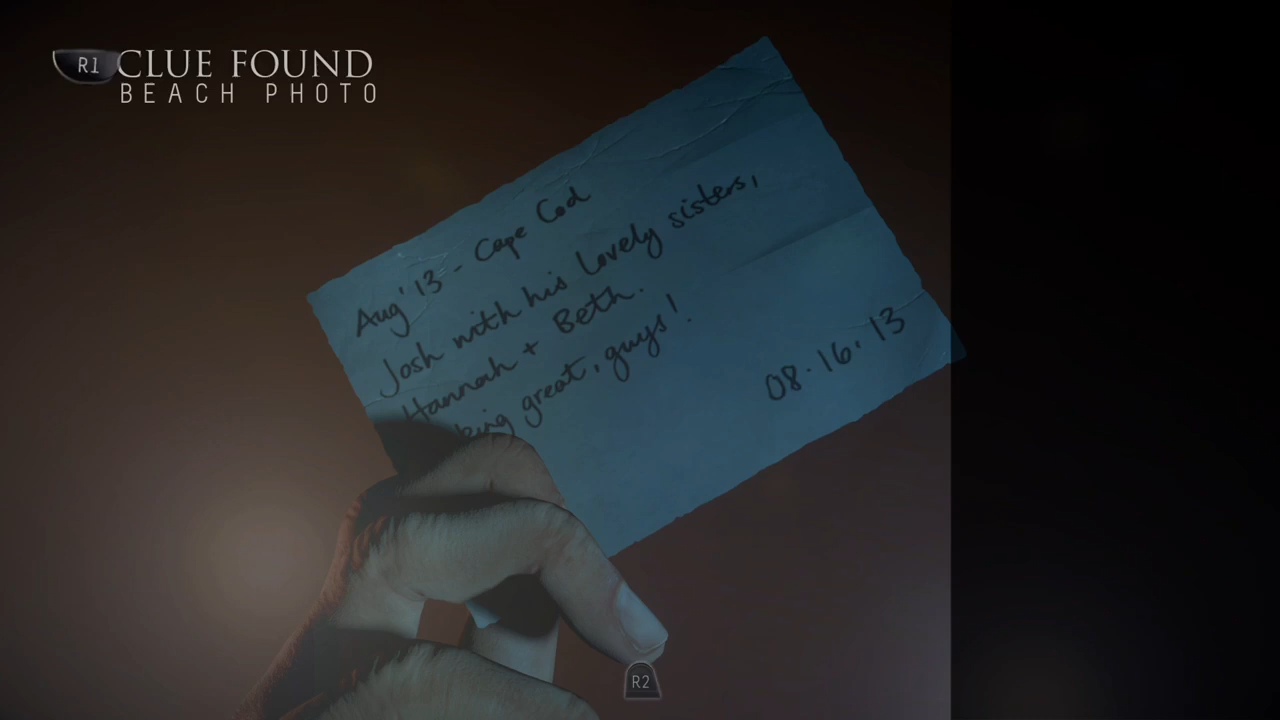 R1 CLUE FOUND
BEACH PHOTO
Aug' 13 - Cape Cod
Josh with his lovely sisters,
Hannah + Beth.
great, guys!
08.16.13
R2